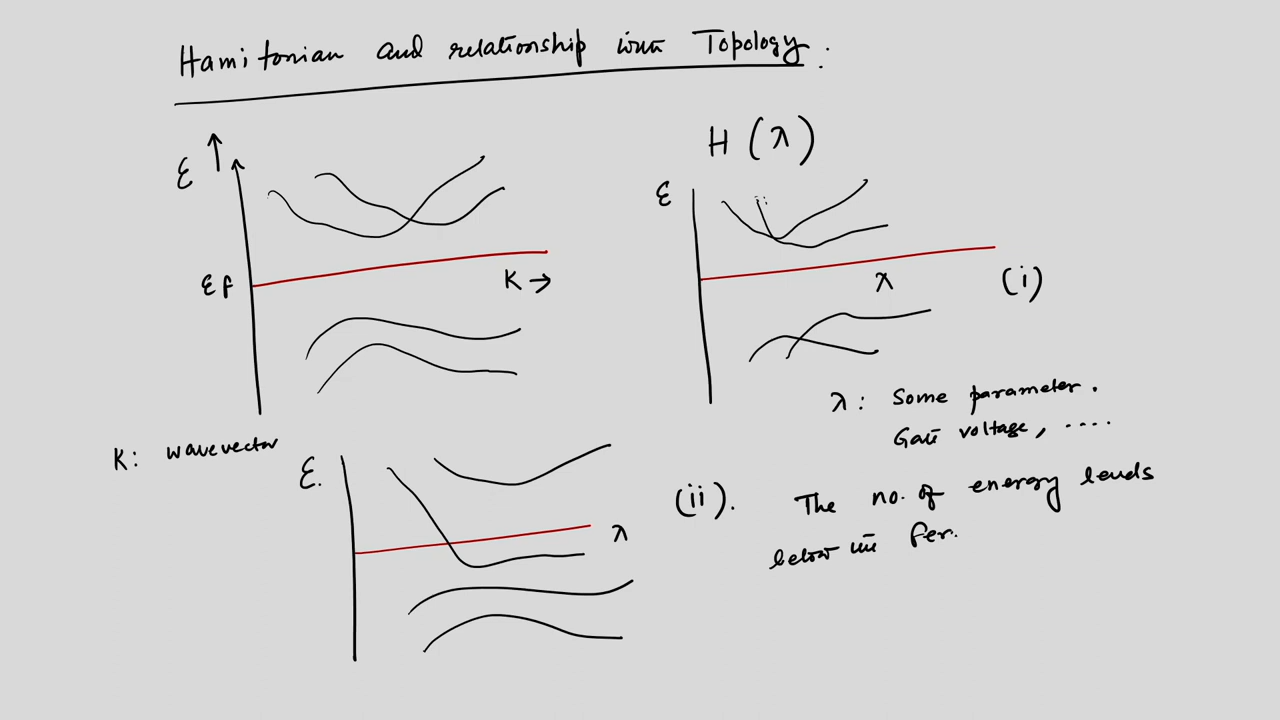 Hamitonian and relationship with Topology.
ε
εf
K →
K: wavevector
H (λ)
ε
λ
(i)
λ: Some parameter.
Gate voltage, ....
ε.
λ
(ii). The no. of energy levels
below the Fer.